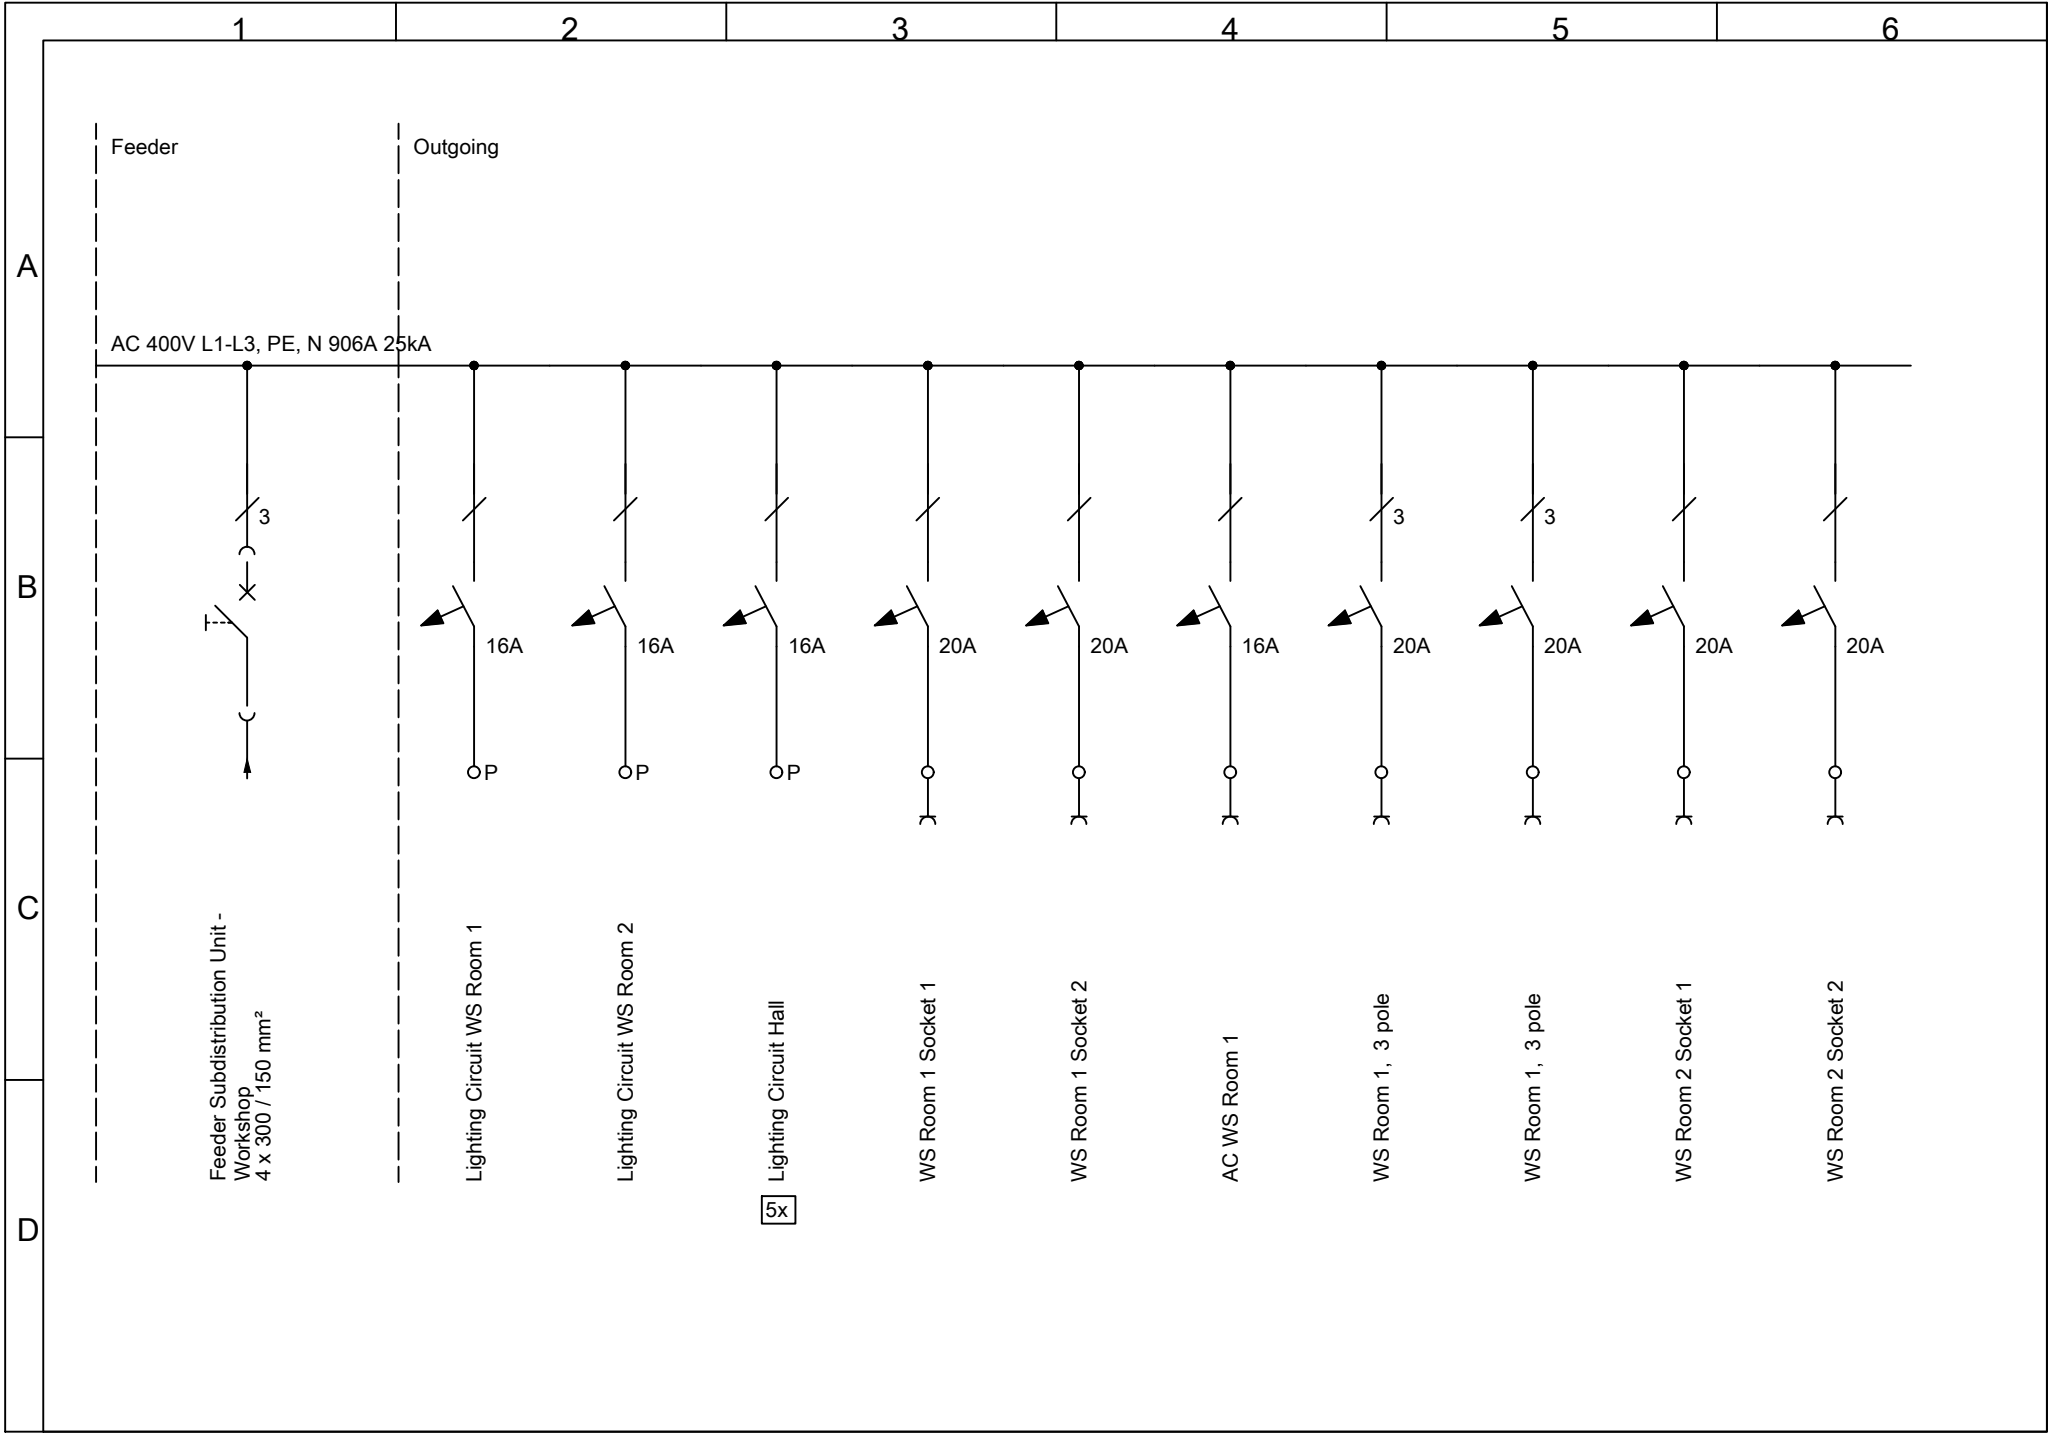 1
2
3
4
5
6
A
B
C
D
Feeder
Outgoing
AC 400V L1-L3, PE, N 906A 25kA
3
3
3
16A
16A
16A
20A
20A
16A
20A
20A
20A
20A
P
P
P
Feeder Subdistribution Unit -
Workshop
4 x 300 / 150 mm²
Lighting Circuit WS Room 1
Lighting Circuit WS Room 2
Lighting Circuit Hall
WS Room 1 Socket 1
WS Room 1 Socket 2
AC WS Room 1
WS Room 1, 3 pole
WS Room 1, 3 pole
WS Room 2 Socket 1
WS Room 2 Socket 2
5x